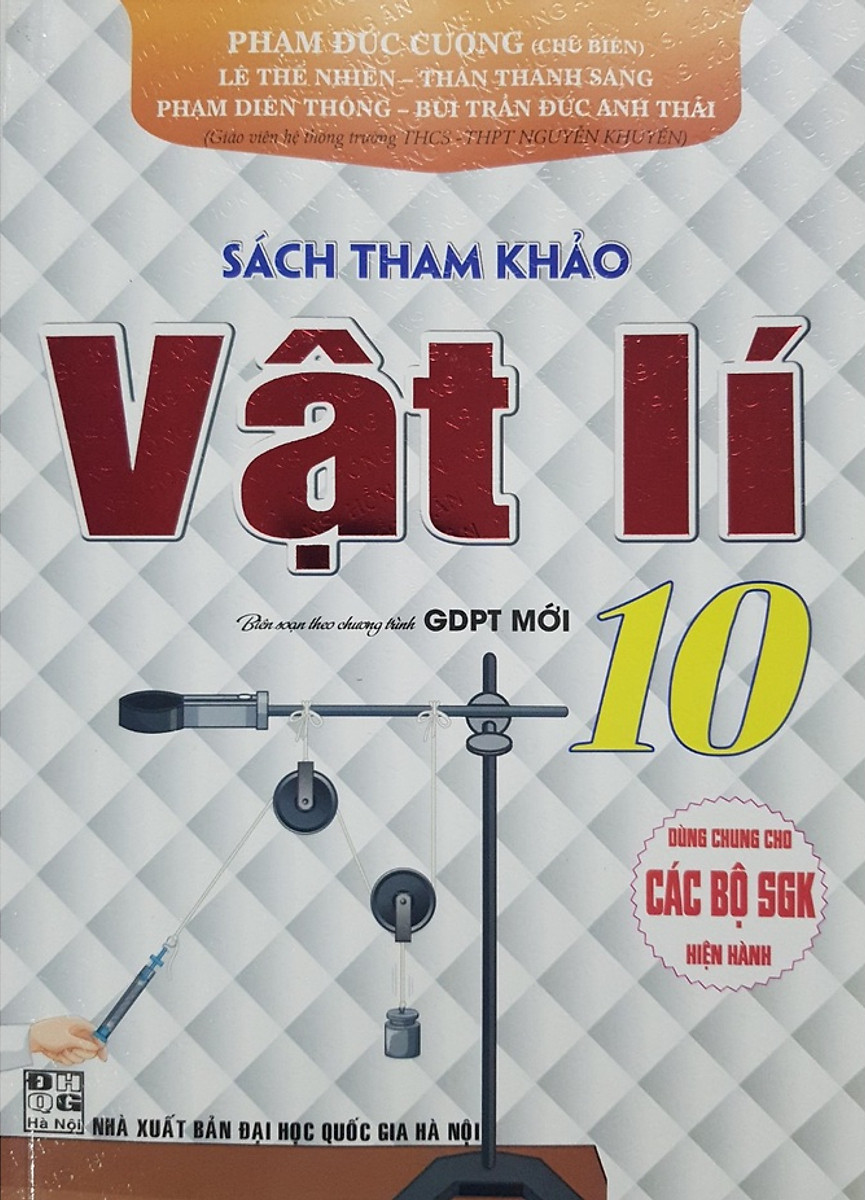 PHẠM ĐỨC CƯỜNG (CHỦ BIÊN)
LÊ THẾ NHIÊN – THÂN THANH SANG
PHẠM DIÊN THÔNG – BÙI TRẦN ĐỨC ANH THÁI
(Giáo viên hệ thống trường THCS - THPT NGUYỄN KHUYẾN)
SÁCH THAM KHẢO
Vật lí
10
Biên soạn theo chương trình GDPT MỚI
DÙNG CHUNG CHO
CÁC BỘ SGK
HIỆN HÀNH
ĐH
QG
Hà Nội
NHÀ XUẤT BẢN ĐẠI HỌC QUỐC GIA HÀ NỘI